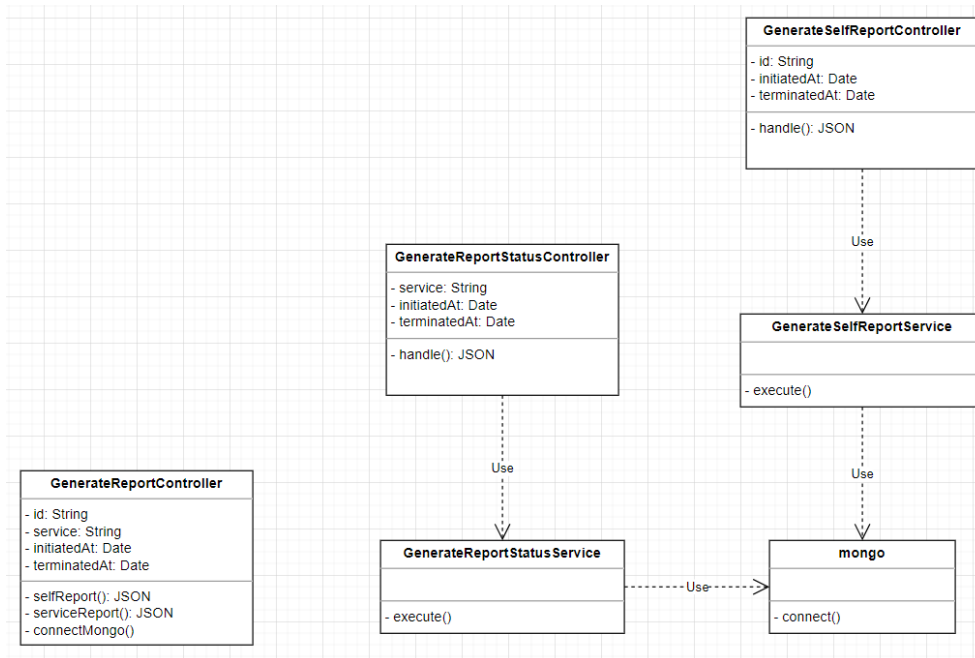 GenerateSelfReportController
- id: String
- initiatedAt: Date
- terminatedAt: Date
- handle(): JSON
Use
GenerateReportStatusController
- service: String
- initiatedAt: Date
- terminatedAt: Date
- handle(): JSON
GenerateSelfReportService
- execute()
Use
Use
GenerateReportController
- id: String
- service: String
- initiatedAt: Date
- terminatedAt: Date
- selfReport(): JSON
- serviceReport(): JSON
- connectMongo()
GenerateReportStatusService
- execute()
Use
mongo
- connect()